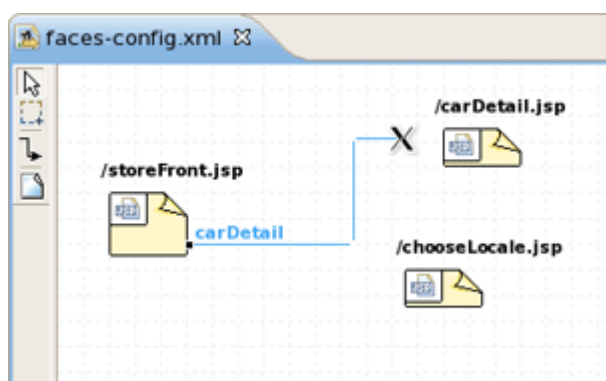 faces-config.xml
/carDetail.jsp
/storeFront.jsp
carDetail
/chooseLocale.jsp